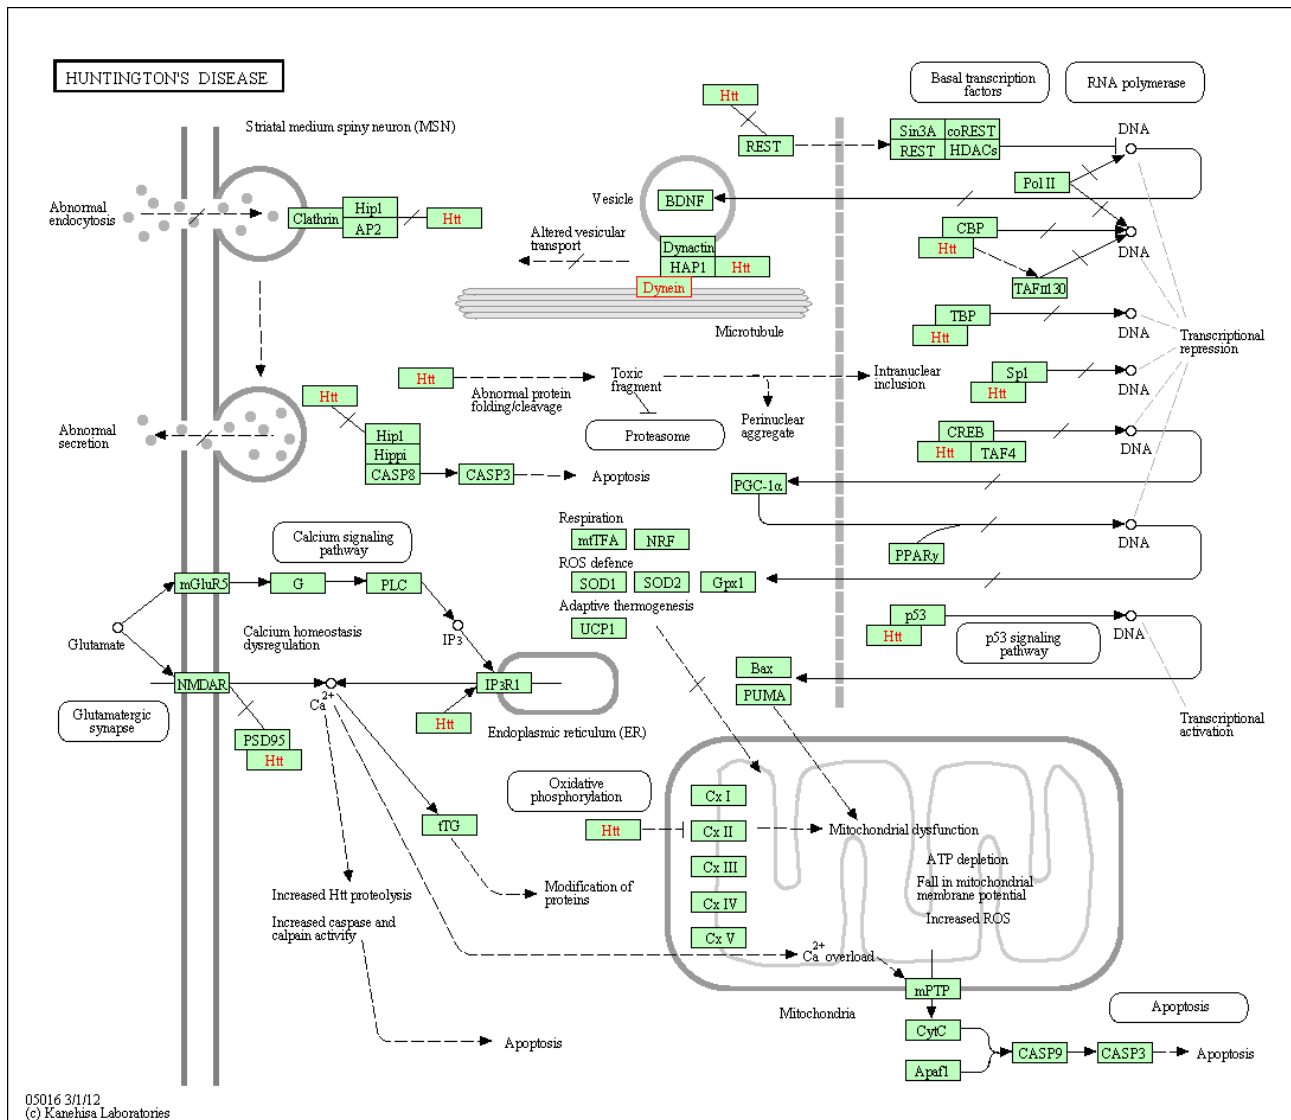 HUNTINGTON'S DISEASE
Basal transcription
factors
RNA polymerase
Striatal medium spiny neuron (MSN)
Htt
REST
Sin3A
coREST
REST
HDACs
DNA
Pol II
Vesicle
BDNF
Abnormal
endocytosis
Clathrin
Hip1
AP2
Htt
Altered vesicular
transport
Dynactin
HAP1
Htt
Dynein
Microtubule
CBP
Htt
TAFII130
DNA
TBP
Htt
DNA
Transcriptional
repression
Sp1
Htt
DNA
Htt
Abnormal protein
folding/cleavage
Toxic
fragment
Intranuclear
inclusion
Perinuclear
aggregate
Proteasome
Abnormal
secretion
Htt
Hip1
Hippi
CASP8
CASP3
Apoptosis
CREB
Htt
TAF4
DNA
PGC-1α
PPARγ
DNA
Calcium signaling
pathway
Respiration
mtTFA
NRF
ROS defence
SOD1
SOD2
Gpx1
Adaptive thermogenesis
UCP1
mGluR5
G
PLC
IP3
Glutamate
Calcium homeostasis
dysregulation
NMDAR
Ca2+
IP3R1
Htt
Endoplasmic reticulum (ER)
Glutamatergic
synapse
PSD95
Htt
p53
Htt
p53 signaling
pathway
DNA
Bax
PUMA
Transcriptional
activation
Oxidative
phosphorylation
Htt
Cx I
Cx II
Cx III
Cx IV
Cx V
Mitochondrial dysfunction
ATP depletion
Fall in mitochondrial
membrane potential
Increased ROS
tTG
Increased Htt proteolysis
Increased caspase and
calpain activify
Modification of
proteins
Ca2+ overload
mPTP
Mitochondria
CytC
Apaf1
CASP9
CASP3
Apoptosis
Apoptosis
Apoptosis
05016 3/1/12
(c) Kanehisa Laboratories